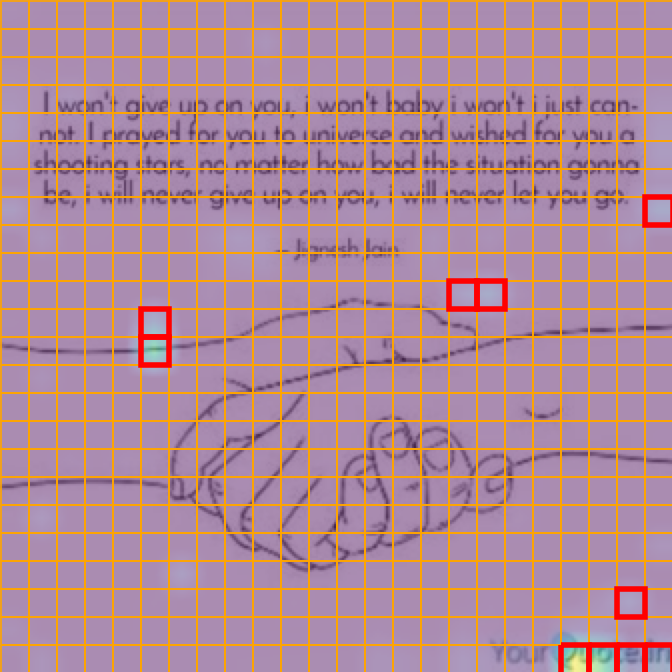 I won't give up on you, i won't baby i won't i just can-
not. I prayed for you to universe and wished for you a
shooting stars, no matter how bad the situation gonna
be, i will never give up on you, i will never let you go.
-- Jignesh Jain
YourQuote.in